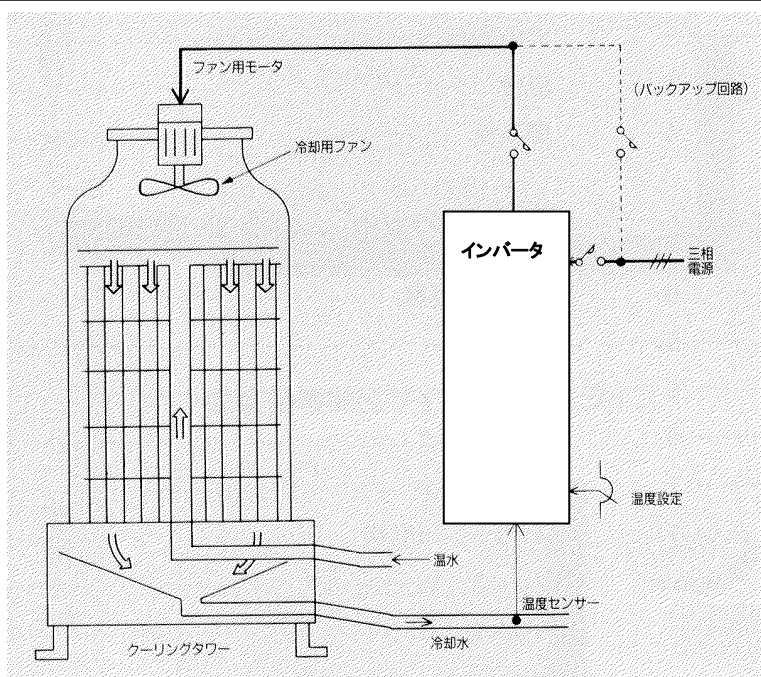 ファン用モータ
(バックアップ回路)
冷却用ファン
インバータ
三相
電源
温度設定
温水
温度センサー
冷却水
クーリングタワー